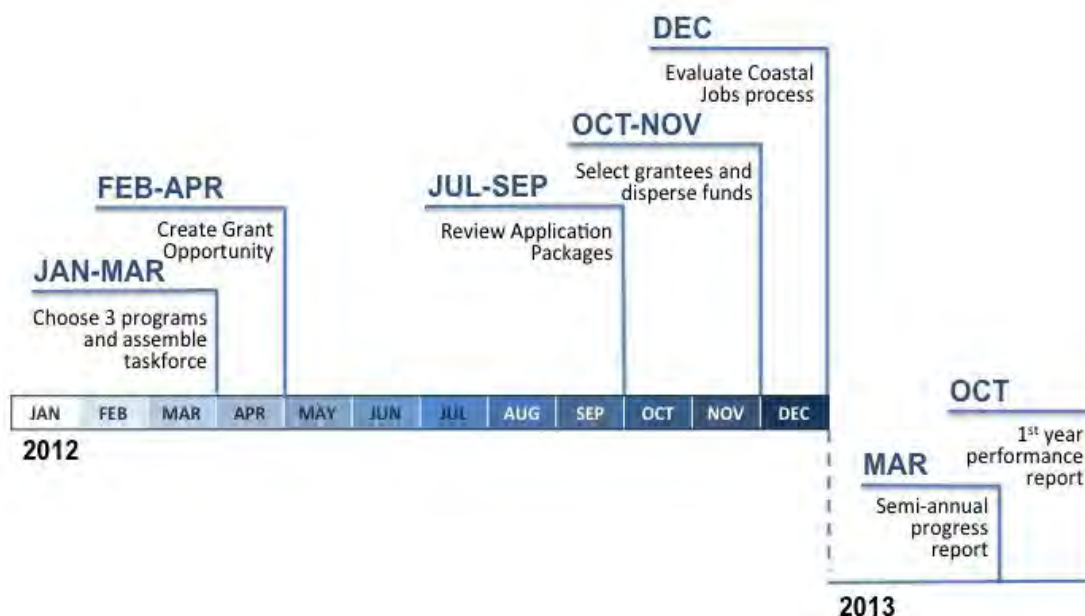 DEC
Evaluate Coastal
Jobs process
OCT-NOV
Select grantees and
disperse funds
JUL-SEP
Review Application
Packages
FEB-APR
Create Grant
Opportunity
JAN-MAR
Choose 3 programs
and assemble
taskforce
JAN FEB MAR APR MAY JUN JUL AUG SEP OCT NOV DEC
2012
OCT
1st year
performance
report
MAR
Semi-annual
progress
report
2013